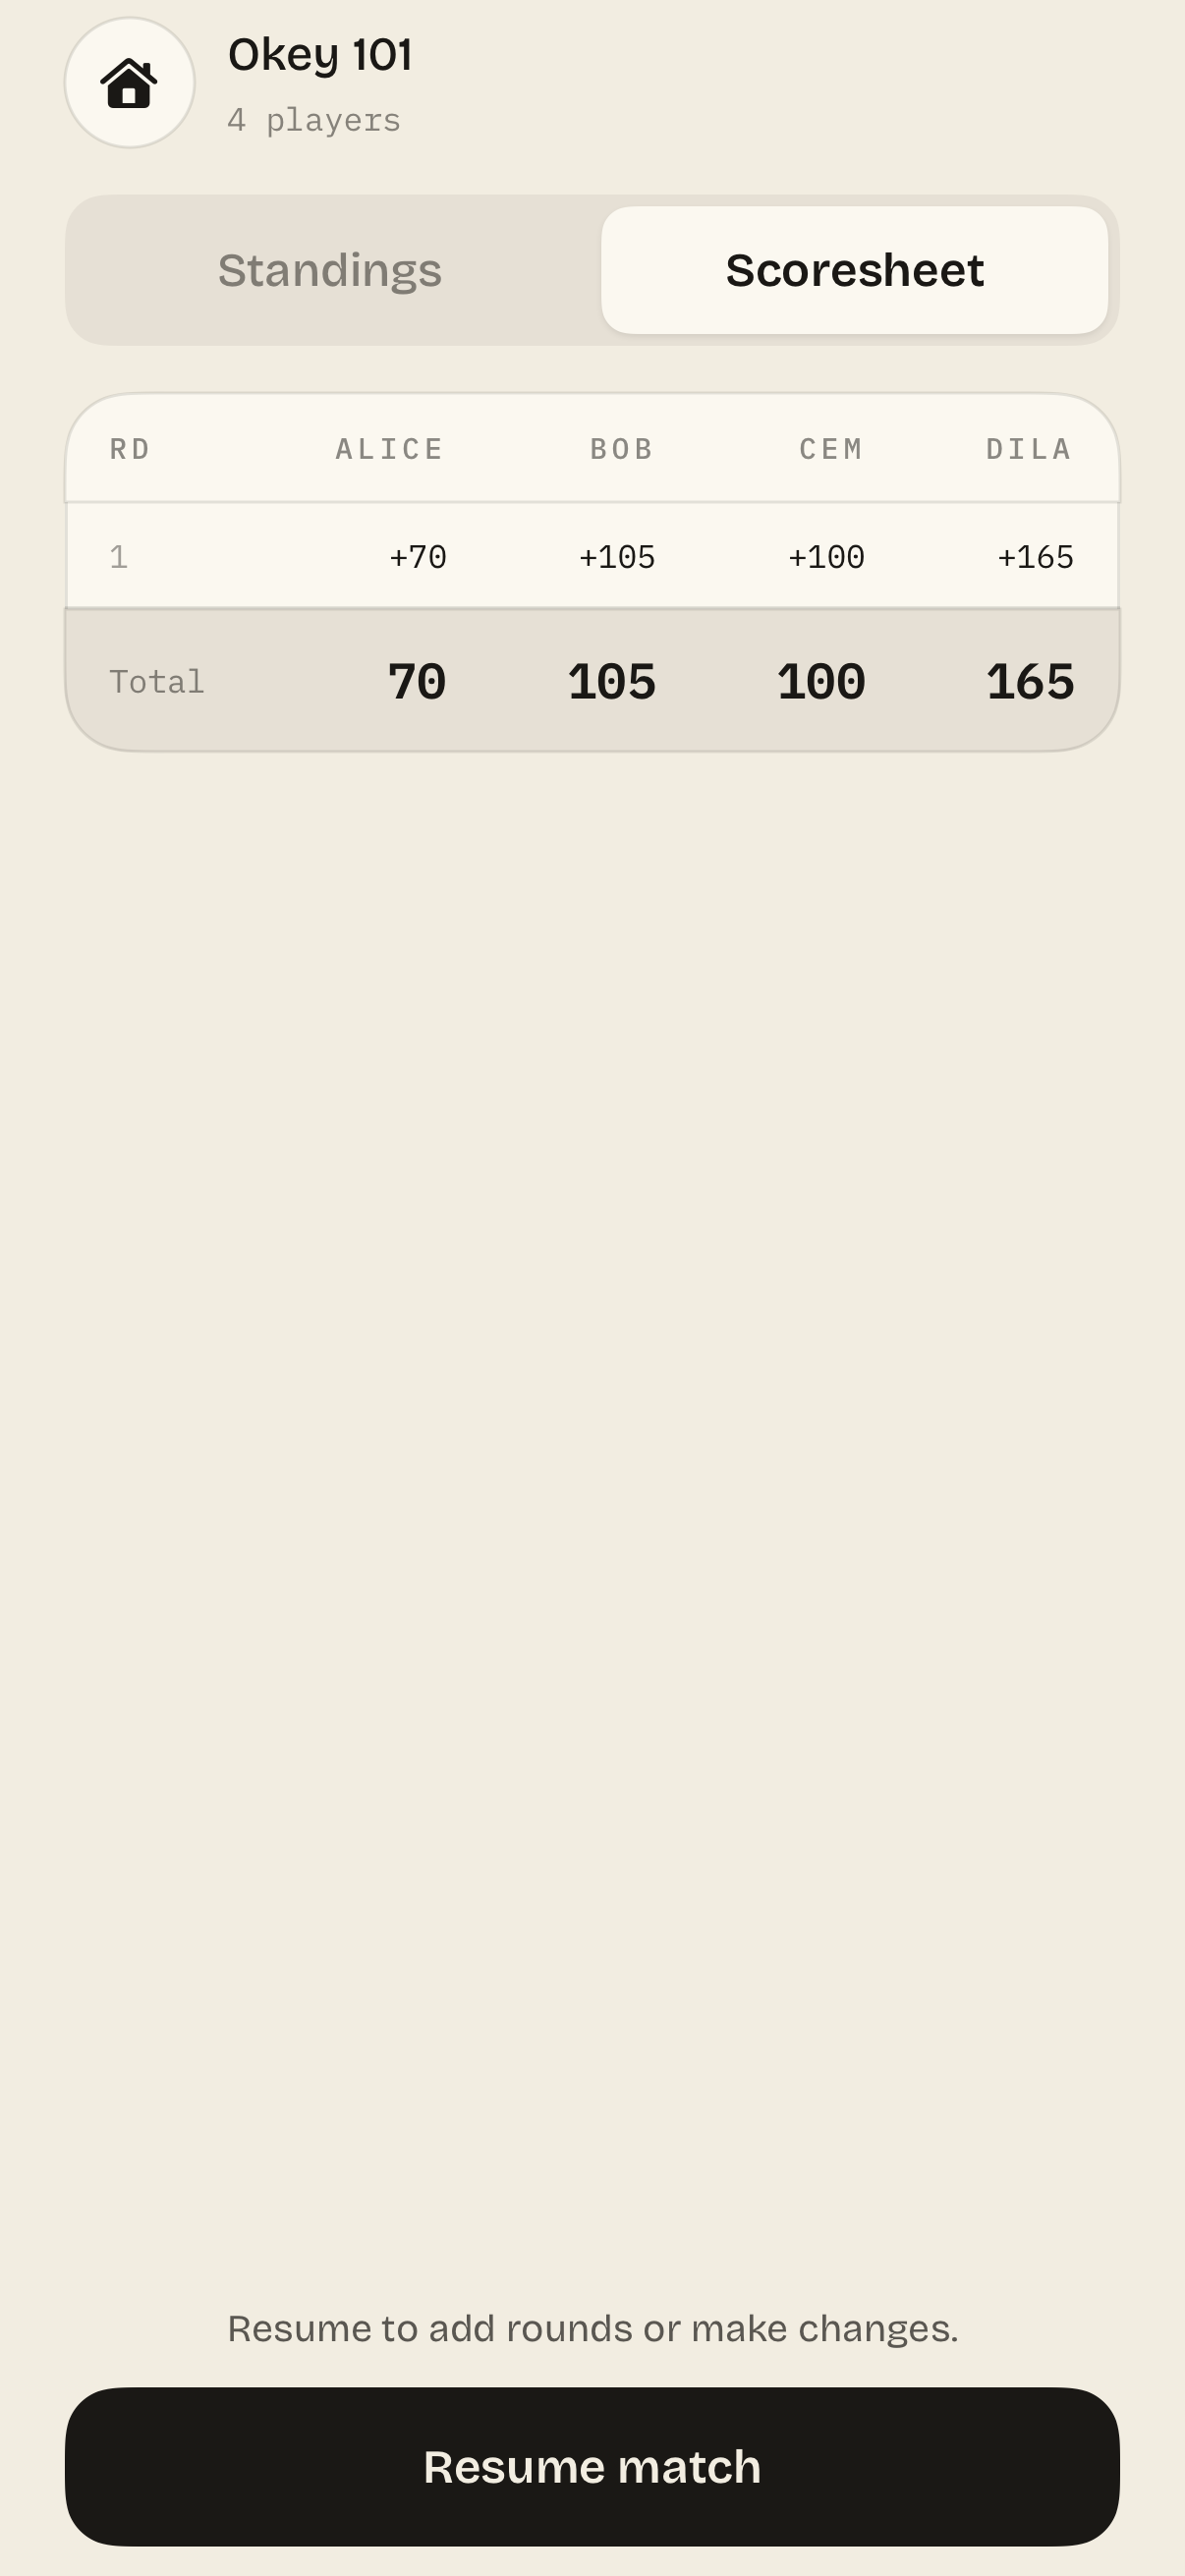 Okey 101
4 players
Standings Scoresheet
RD ALICE BOB CEM DILA
1 +70 +105 +100 +165
Total 70 105 100 165
Resume to add rounds or make changes.
Resume match